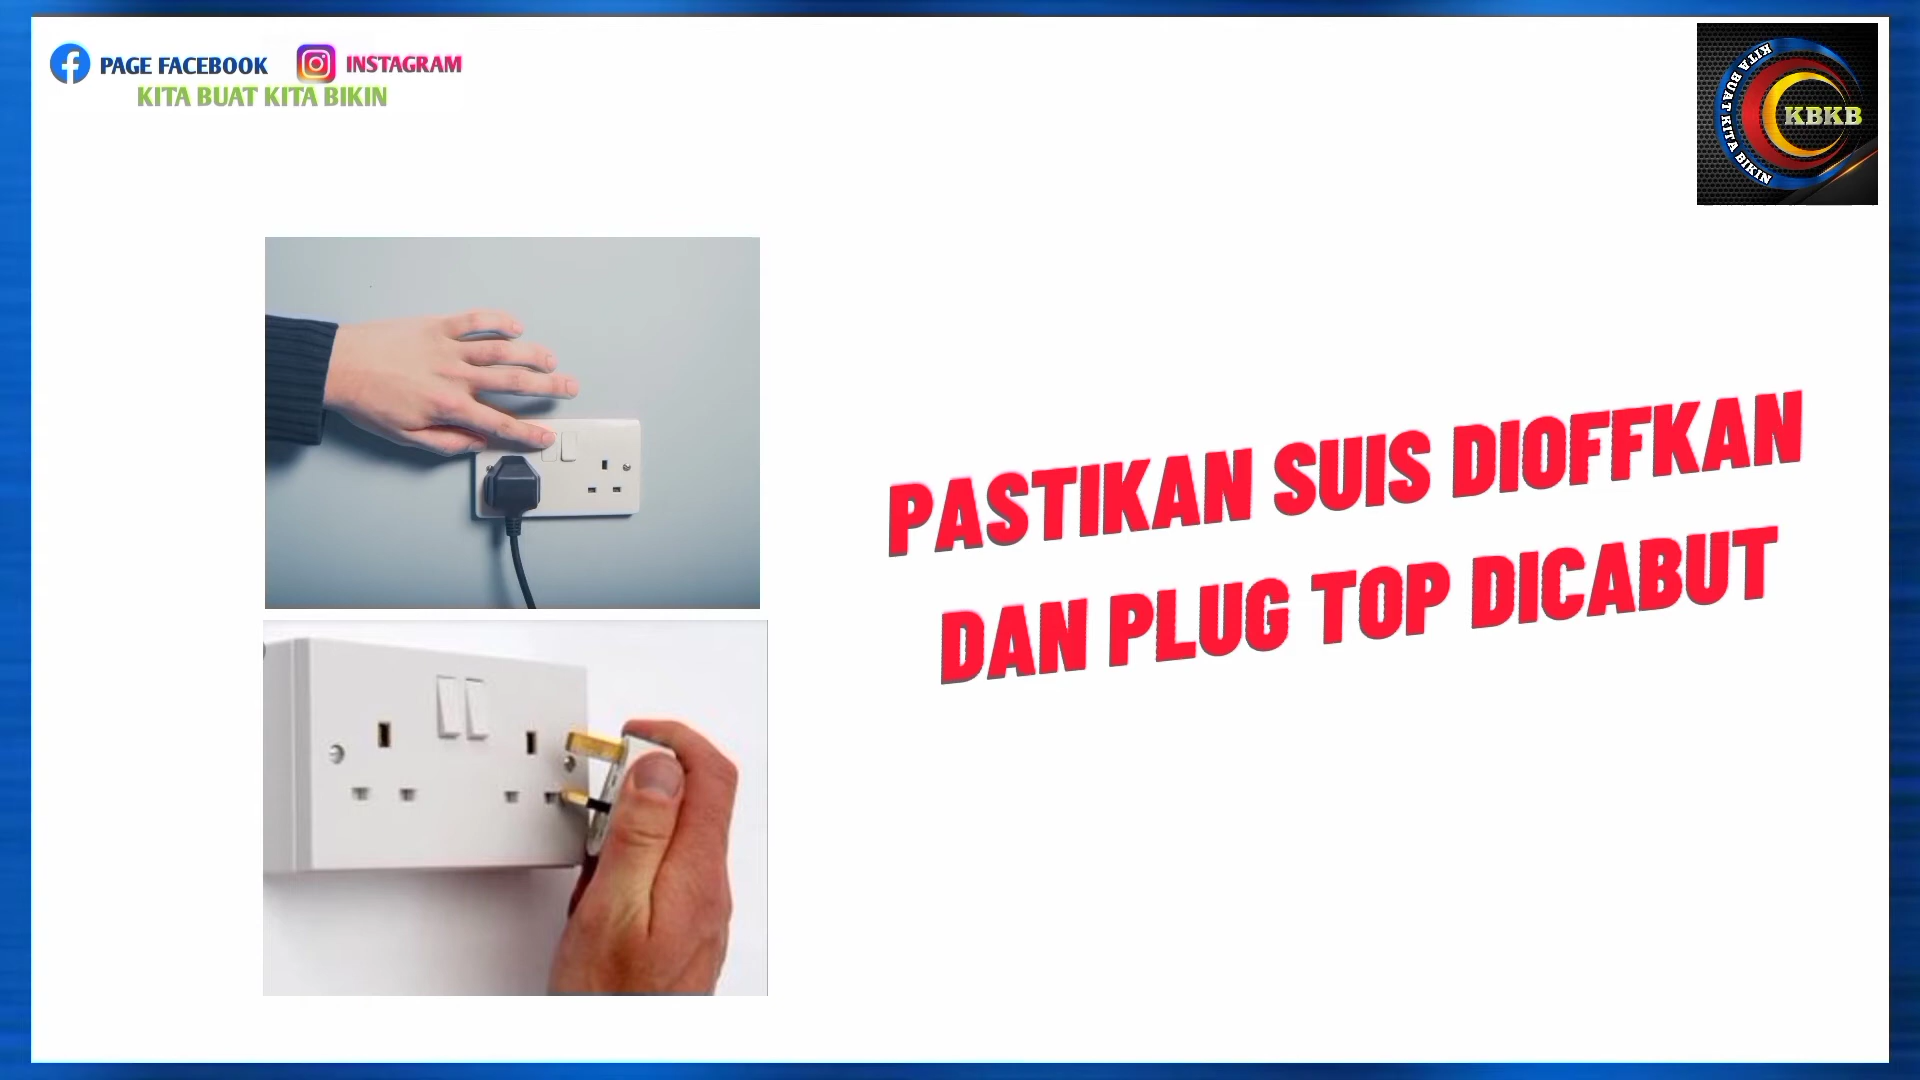 PAGE FACEBOOK INSTAGRAM
KITA BUAT KITA BIKIN
KITA BUAT KITA BIKIN
KBKB
PASTIKAN SUIS DIOFFKAN
DAN PLUG TOP DICABUT